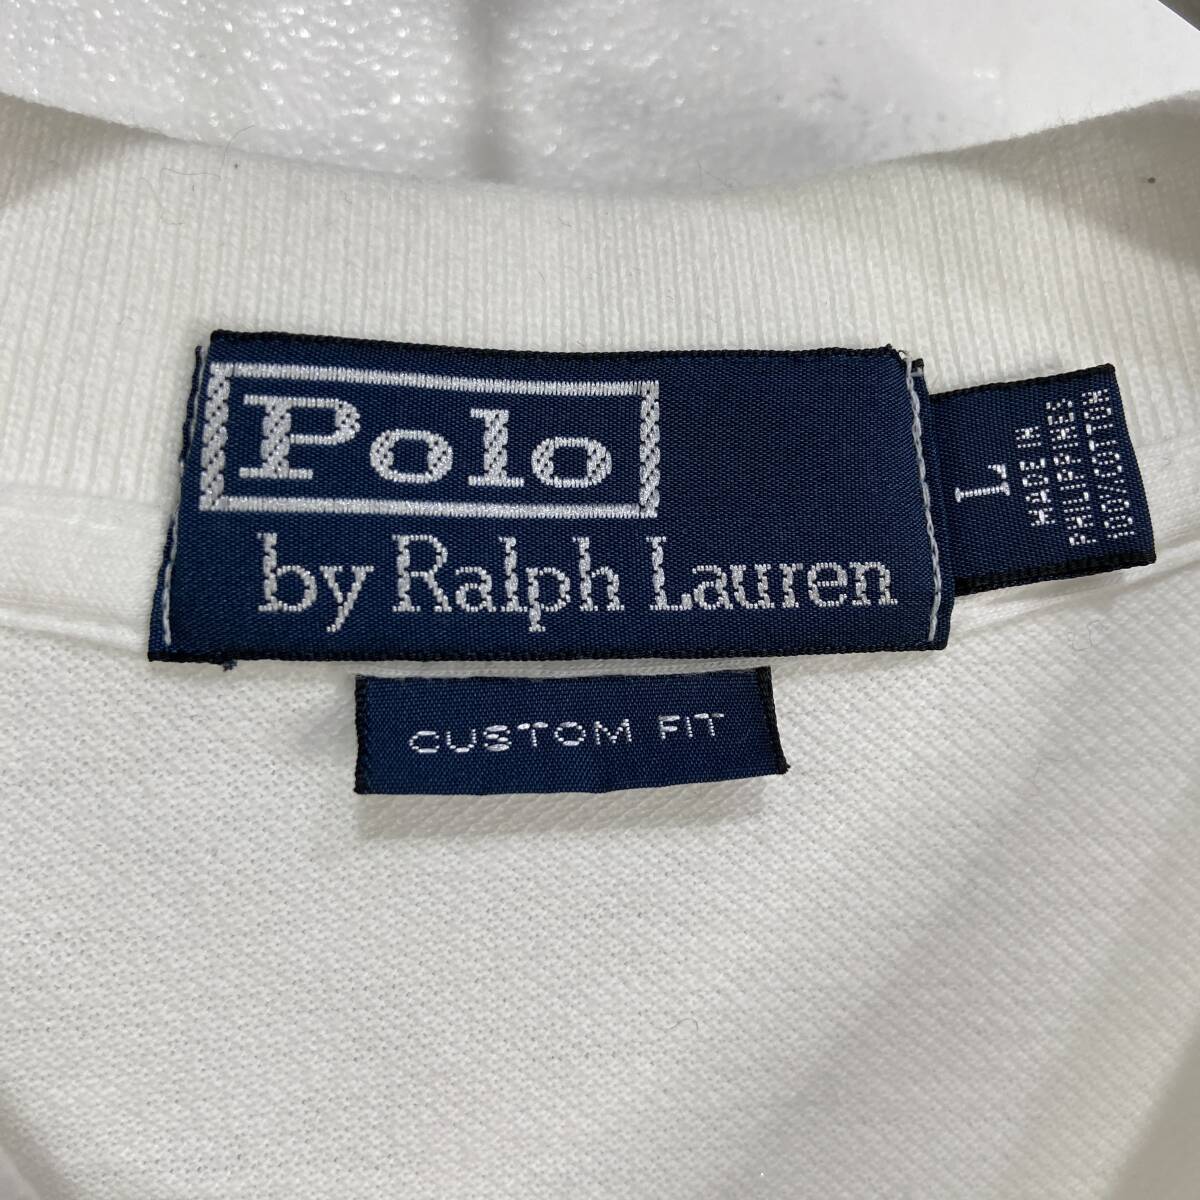 Polo
by Ralph Lauren
CUSTOM FIT
L
MADE IN
PHILIPPINES
100%COTTON